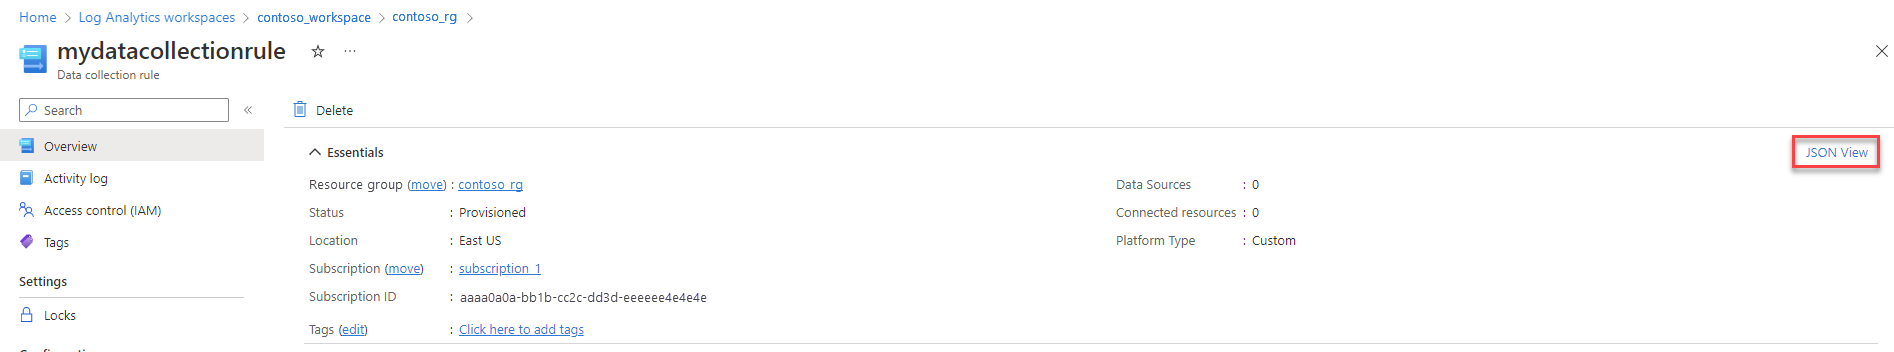 Home > Log Analytics workspaces > contoso_workspace > contoso_rg >
mydatacollectionrule
Data collection rule
Search
Overview
Activity log
Access control (IAM)
Tags
Settings
Locks
Delete
Essentials
JSON View
Resource group (move) : contoso_rg
Status : Provisioned
Location : East US
Subscription (move) : subscription_1
Subscription ID : aaaa0a0a-bb1b-cc2c-dd3d-eeeeee4e4e4e
Tags (edit) : Click here to add tags
Data Sources : 0
Connected resources : 0
Platform Type : Custom